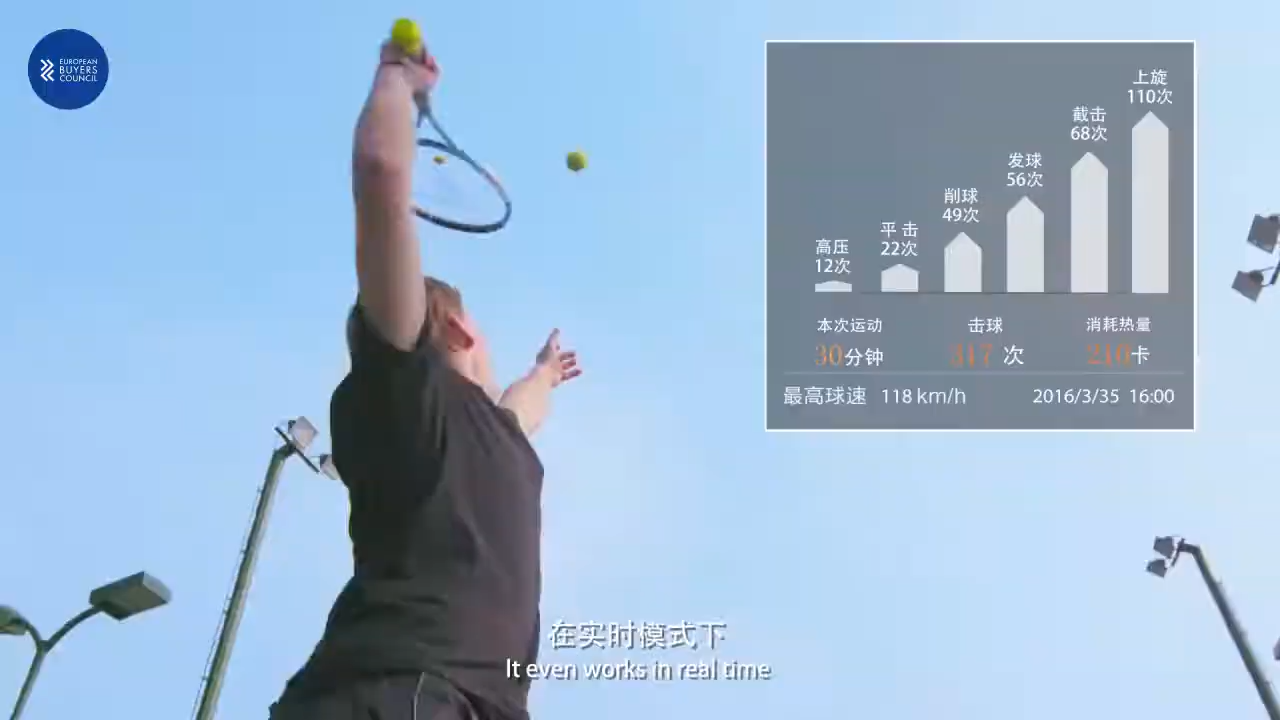 EUROPEAN
BUYERS
COUNCIL
上旋
110次
截击
68次
发球
56次
削球
49次
平 击
22次
高压
12次
本次运动
击球
消耗热量
30分钟
317 次
210卡
最高球速 118 km/h
2016/3/35 16:00
在实时模式下
It even works in real time